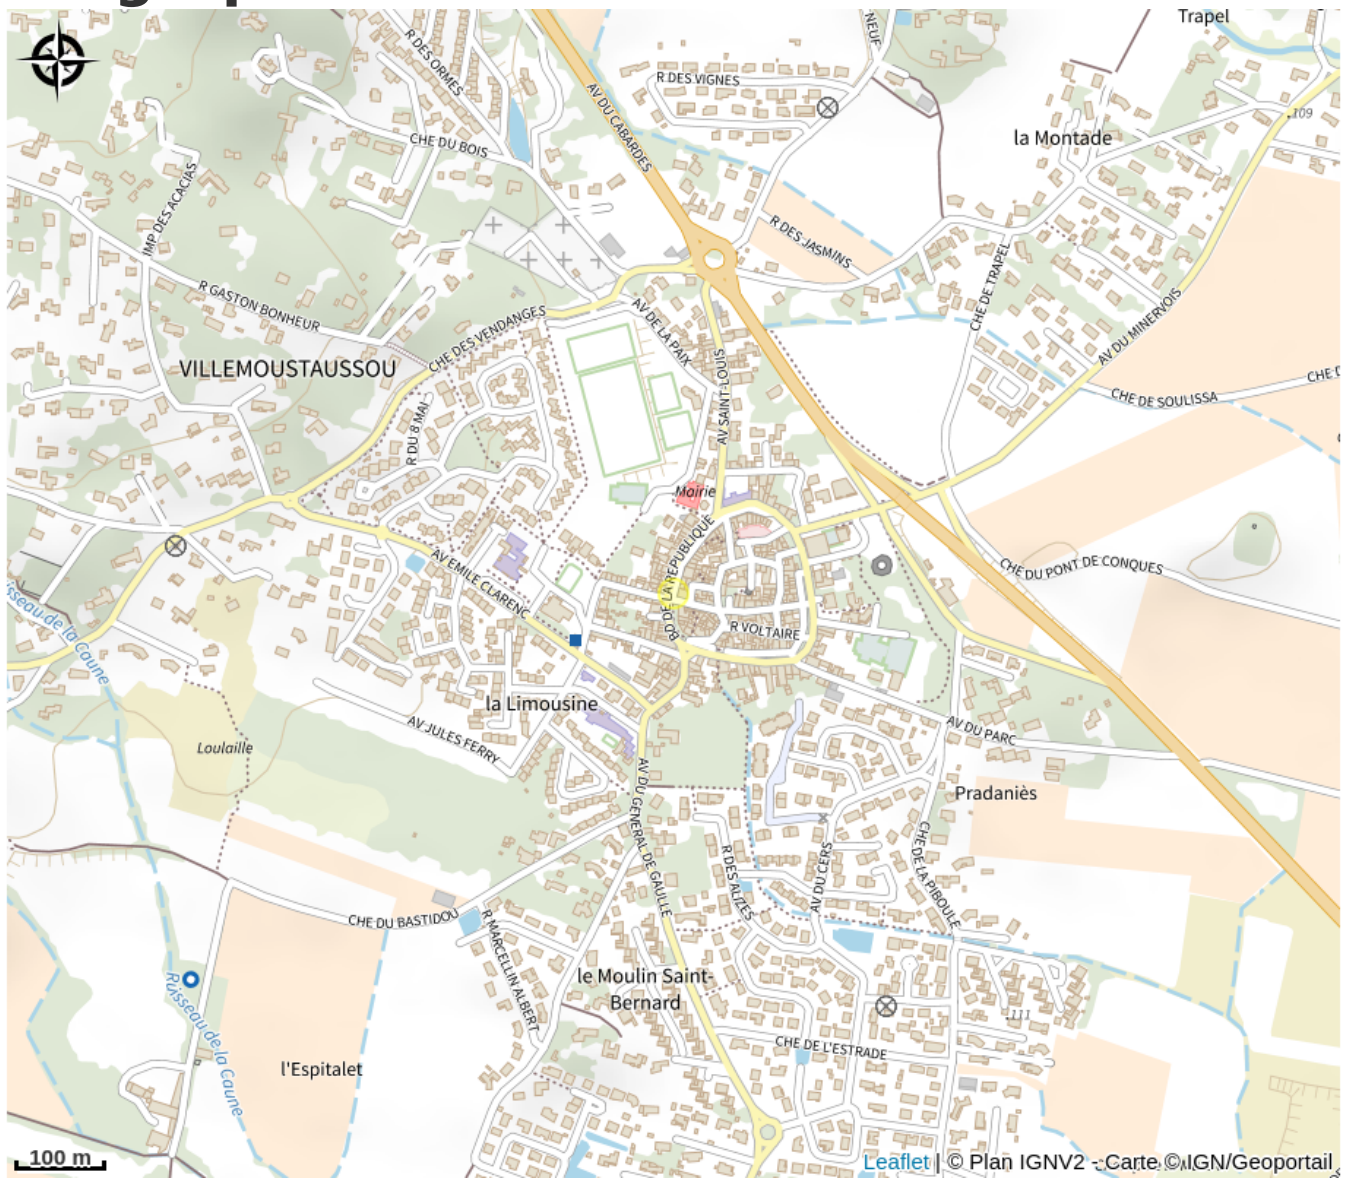 Trapel
NEUF
R DES ORMES
R DES VIGNES
AV DU CABARDES
109
la Montade
CHE DU BOIS
IMP DES ACACIAS
R DES JASMINS
CHE DE TRAPEL
R GASTON BONHEUR
CHE DES VENDANGES
AV DE LA PAIX
AV DU MINERVOIS
VILLEMOUSTAUSSOU
AV SAINT-LOUIS
CHE DE SOULISSA
R DU 8 MAI
Mairie
BD DE LA REPUBLIQUE
AV EMILE CLARENC
CHE DU PONT DE CONQUES
R VOLTAIRE
Ruisseau de la Caune
la Limousine
AV JULES FERRY
Loulaille
AV DU PARC
Pradaniès
AV DU GENERAL DE GAULLE
R DES ALIZES
AV DU CERS
CHE DE LA PIBOULE
CHE DU BASTIDOU
R MARCELLIN ALBERT
le Moulin Saint-
Bernard
Ruisseau de la Caune
111
CHE DE L'ESTRADE
l'Espitalet
100 m
Leaflet | © Plan IGNV2 - Carte © IGN/Geoportail